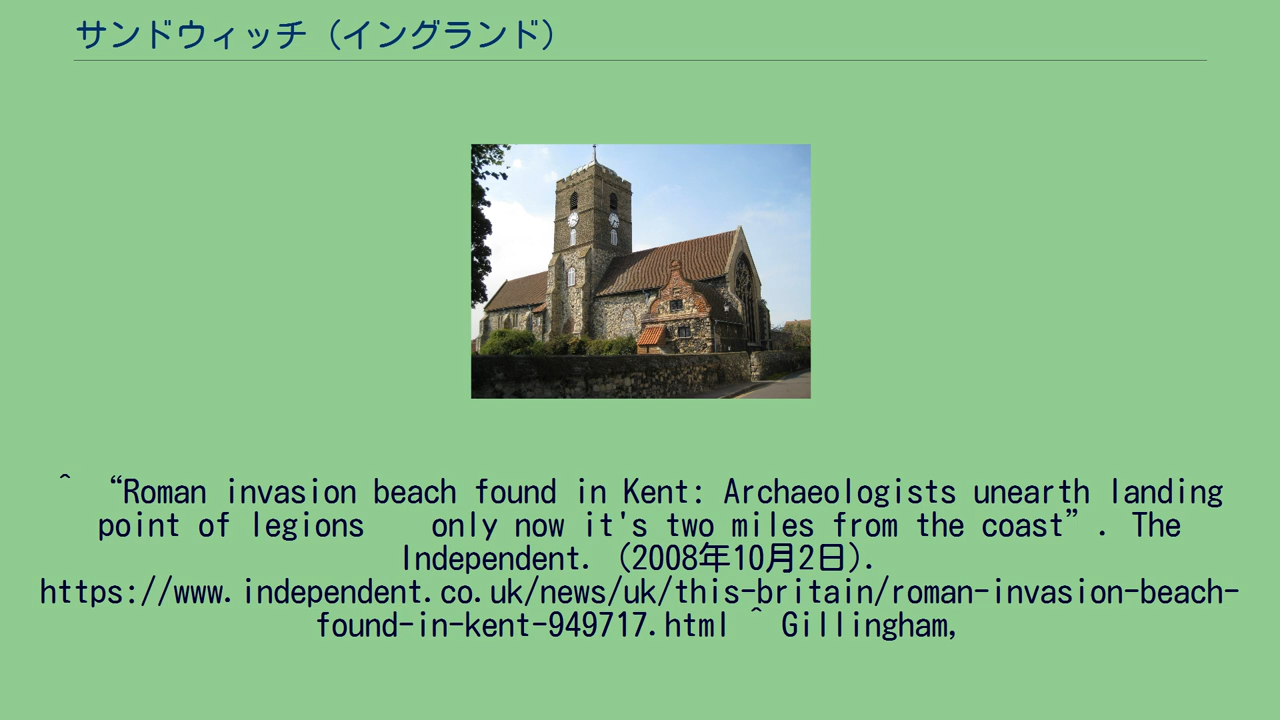 サンドウィッチ (イングランド)
^ “Roman invasion beach found in Kent: Archaeologists unearth landing
point of legions   only now it's two miles from the coast”. The
Independent. (2008年10月2日).
https://www.independent.co.uk/news/uk/this-britain/roman-invasion-beach-
found-in-kent-949717.html ^ Gillingham,